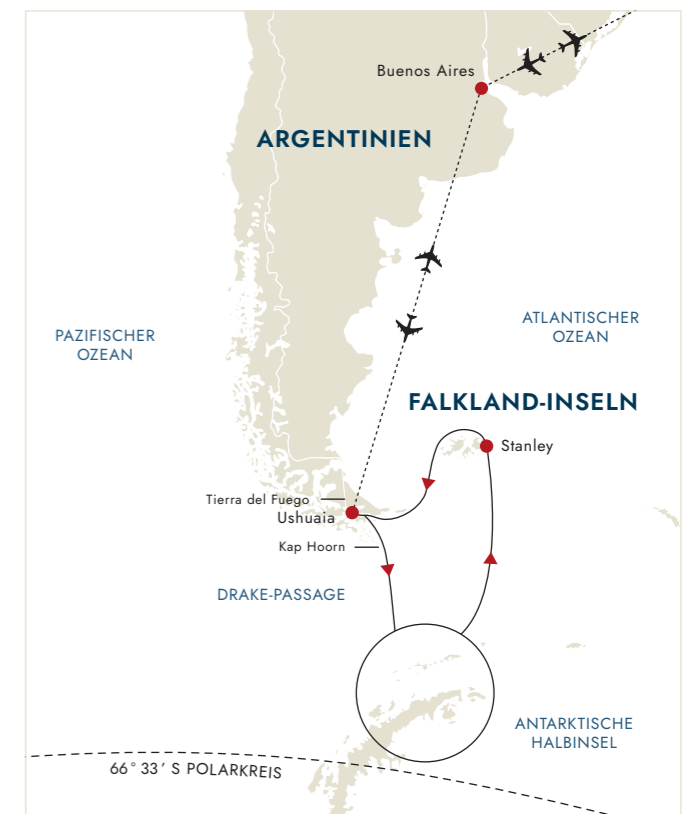 Buenos Aires
ARGENTINIEN
PAZIFISCHER
OZEAN
ATLANTISCHER
OZEAN
FALKLAND-INSELN
Stanley
Tierra del Fuego
Ushuaia
Kap Hoorn
DRAKE-PASSAGE
ANTARKTISCHE
HALBINSEL
66° 33’ S POLARKREIS